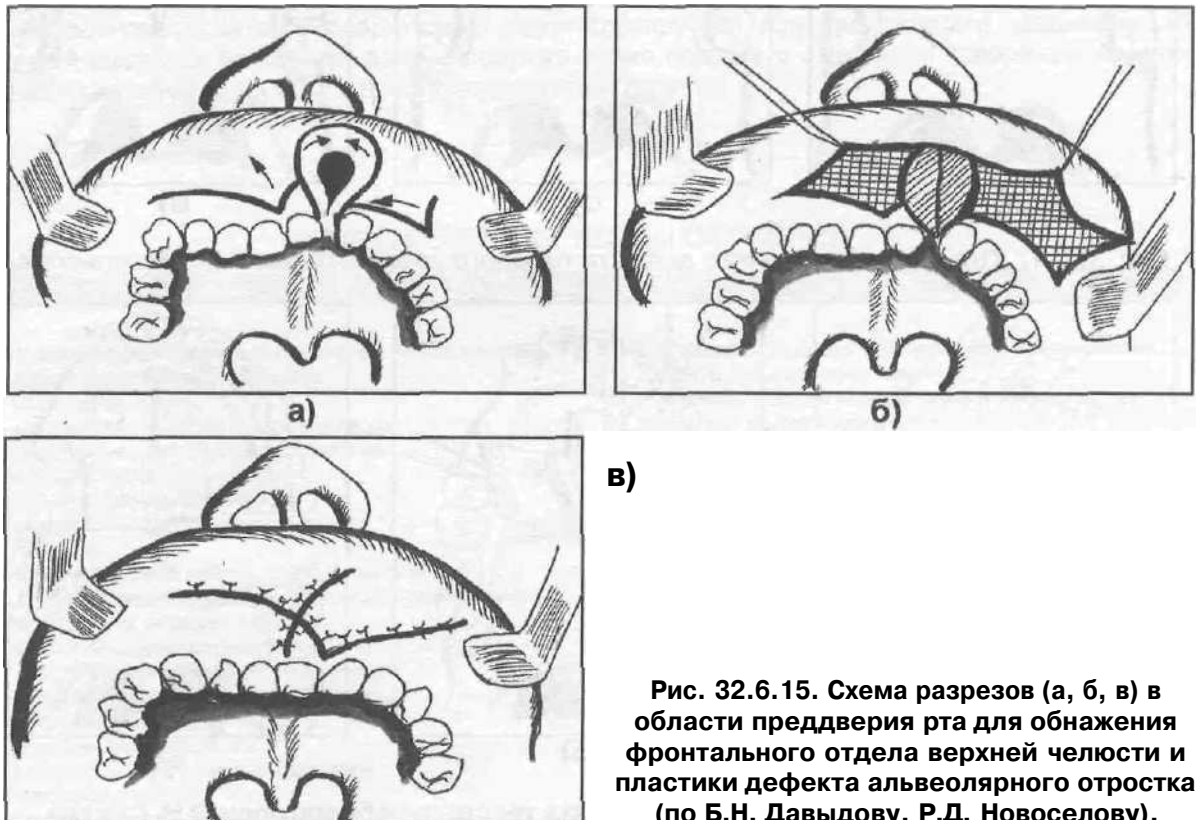 а)
б)
в)
Рис. 32.6.15. Схема разрезов (а, б, в) в
области преддверия рта для обнажения
фронтального отдела верхней челюсти и
пластики дефекта альвеолярного отростка
(по Б.Н. Давыдову, Р.Д. Новоселову).